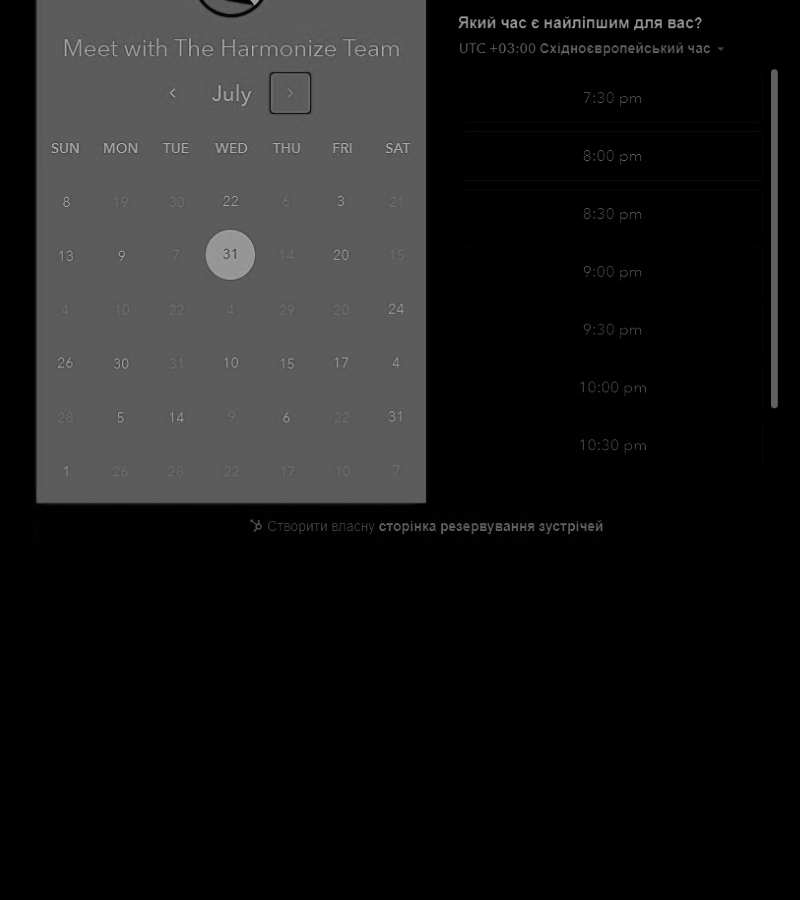 Meet with The Harmonize Team
July
SUN MON TUE WED THU FRI SAT
8 19 30 22 6 3 21
13 9 7 31 14 20 15
4 10 22 4 29 20 24
26 30 31 10 15 17 4
28 5 14 9 6 22 31
1 26 28 22 17 10 7
Який час є найліпшим для вас?
UTC +03:00 Східноєвропейський час
7:30 pm
8:00 pm
8:30 pm
9:00 pm
9:30 pm
10:00 pm
10:30 pm
Створити власну сторінка резервування зустрічей